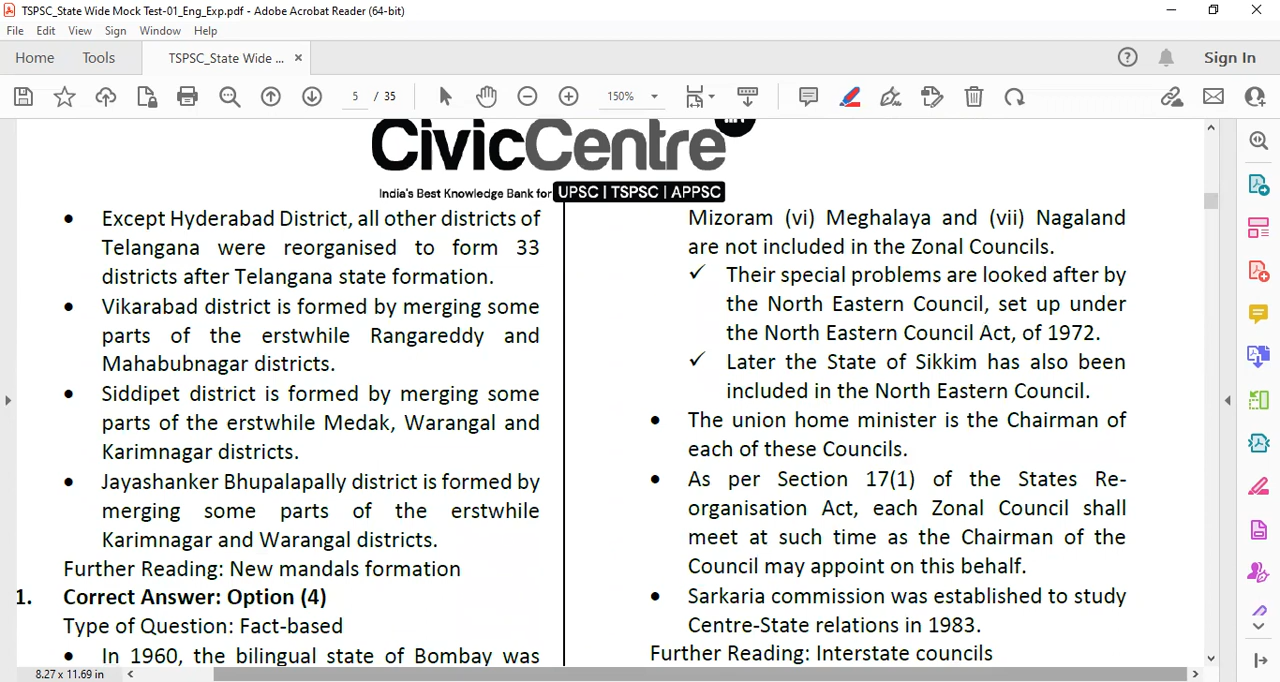 TSPSC_State Wide Mock Test-01_Eng_Exp.pdf - Adobe Acrobat Reader (64-bit)
File Edit View Sign Window Help
Home Tools TSPSC_State Wide ... × Sign In
5 / 35 150%
CivicCentre
India's Best Knowledge Bank for UPSC | TSPSC | APPSC
• Except Hyderabad District, all other districts of
Telangana were reorganised to form 33
districts after Telangana state formation.
• Vikarabad district is formed by merging some
parts of the erstwhile Rangareddy and
Mahabubnagar districts.
• Siddipet district is formed by merging some
parts of the erstwhile Medak, Warangal and
Karimnagar districts.
• Jayashanker Bhupalapally district is formed by
merging some parts of the erstwhile
Karimnagar and Warangal districts.
Further Reading: New mandals formation
1. Correct Answer: Option (4)
Type of Question: Fact-based
• In 1960, the bilingual state of Bombay was
Mizoram (vi) Meghalaya and (vii) Nagaland
are not included in the Zonal Councils.
✓ Their special problems are looked after by
the North Eastern Council, set up under
the North Eastern Council Act, of 1972.
✓ Later the State of Sikkim has also been
included in the North Eastern Council.
• The union home minister is the Chairman of
each of these Councils.
• As per Section 17(1) of the States Re-
organisation Act, each Zonal Council shall
meet at such time as the Chairman of the
Council may appoint on this behalf.
• Sarkaria commission was established to study
Centre-State relations in 1983.
Further Reading: Interstate councils
8.27 x 11.69 in